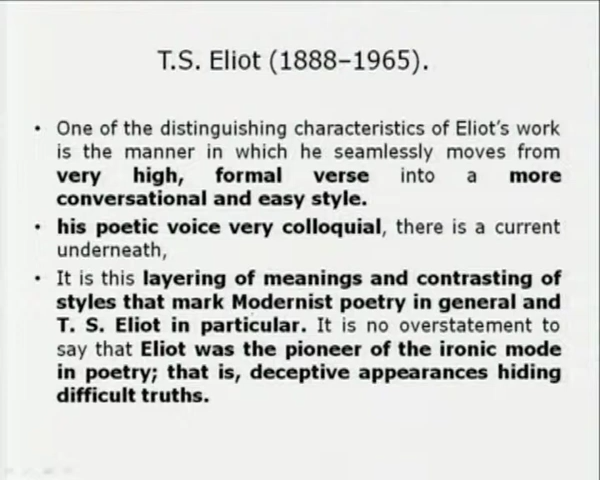 T.S. Eliot (1888–1965).
• One of the distinguishing characteristics of Eliot's work
is the manner in which he seamlessly moves from
very high, formal verse into a more
conversational and easy style.
• his poetic voice very colloquial, there is a current
underneath,
• It is this layering of meanings and contrasting of
styles that mark Modernist poetry in general and
T. S. Eliot in particular. It is no overstatement to
say that Eliot was the pioneer of the ironic mode
in poetry; that is, deceptive appearances hiding
difficult truths.